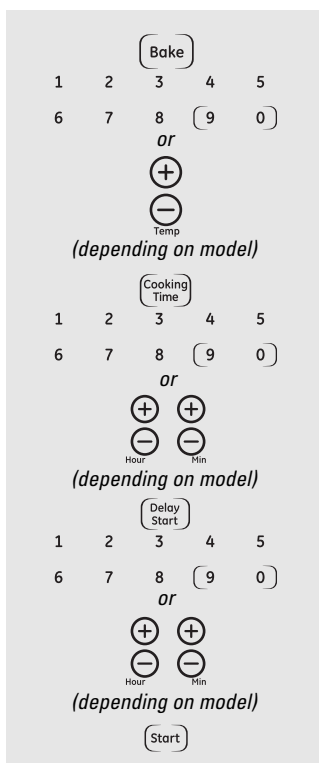 Bake
1 2 3 4 5
6 7 8 9 0
or
+
−
Temp
(depending on model)
Cooking
Time
1 2 3 4 5
6 7 8 9 0
or
+ +
− −
Hour Min
(depending on model)
Delay
Start
1 2 3 4 5
6 7 8 9 0
or
+ +
− −
Hour Min
(depending on model)
Start